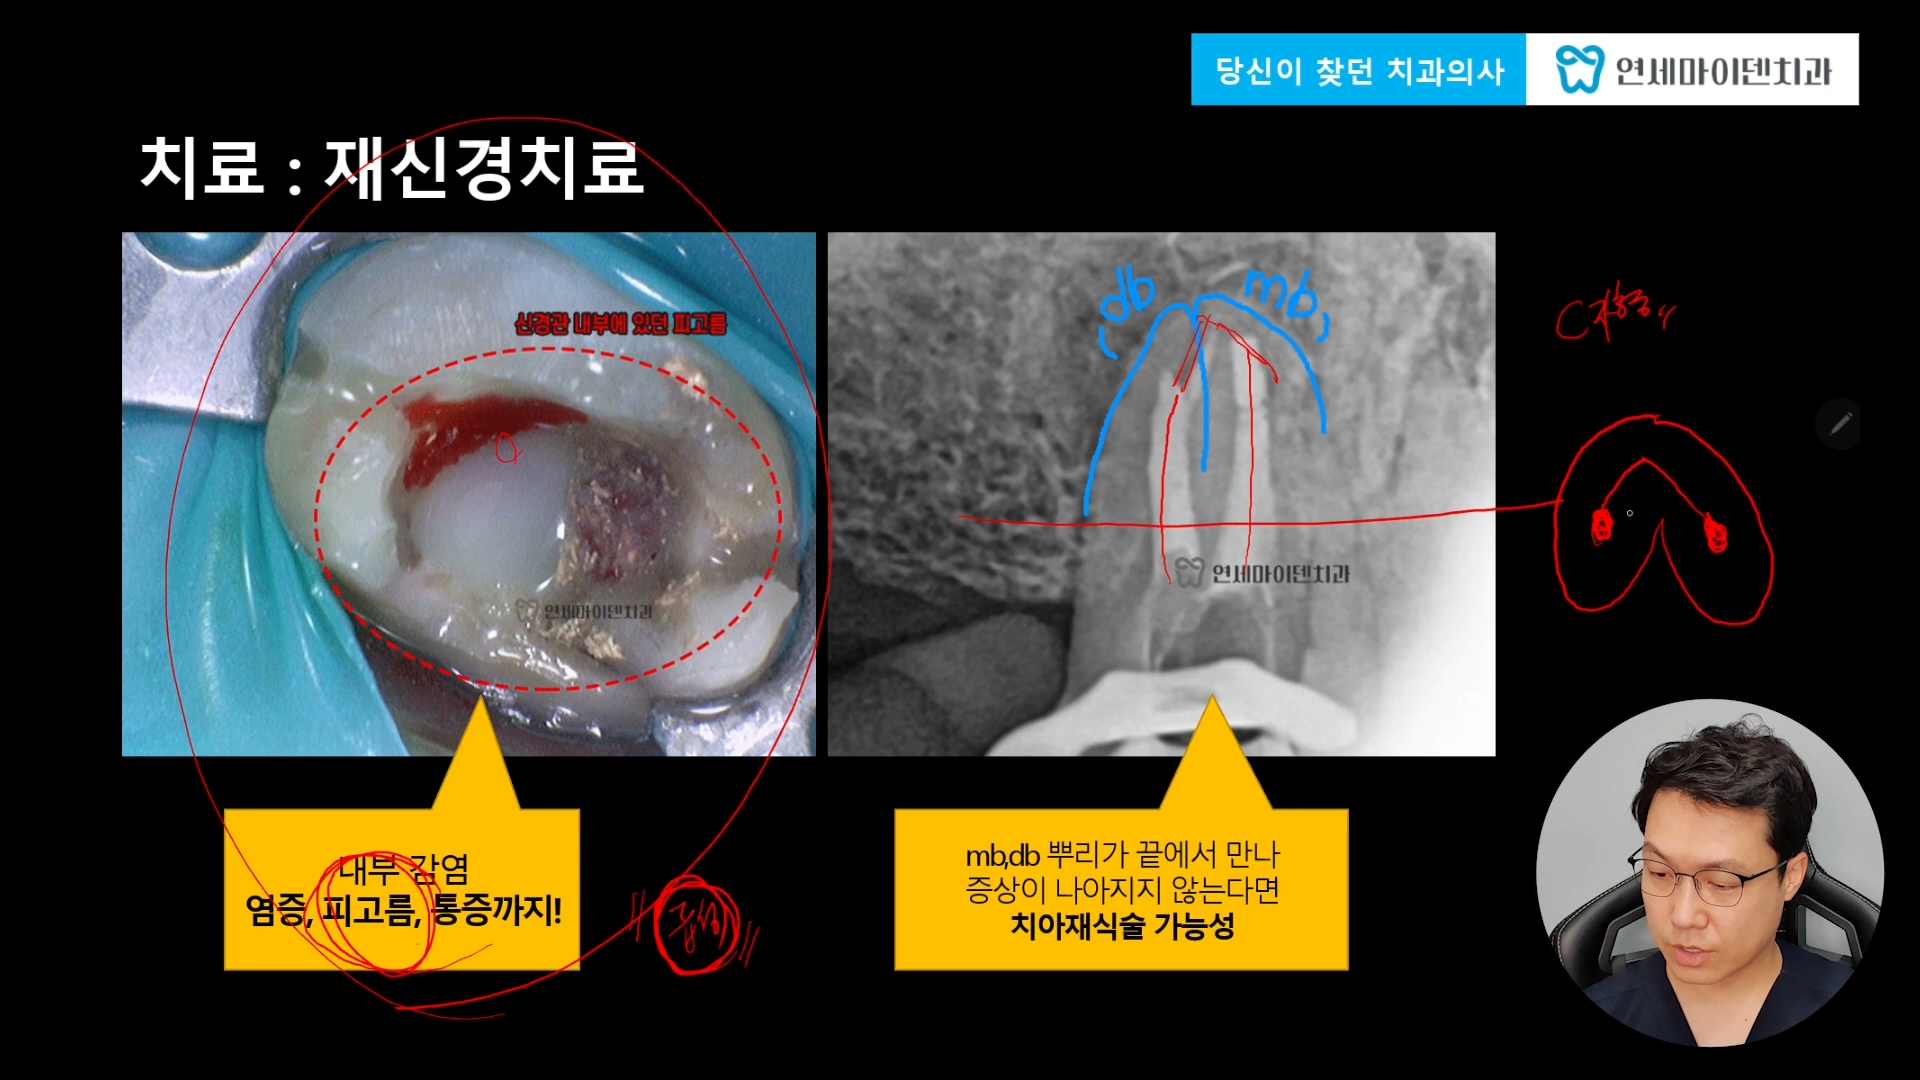 당신이 찾던 치과의사
연세마이덴치과
치료 : 재신경치료
신경관 내부에 있던 피고름
연세마이덴치과
db
mb
연세마이덴치과
내부 감염
염증, 피고름, 통증까지!
급성
mb,db 뿌리가 끝에서 만나
증상이 나아지지 않는다면
치아재식술 가능성